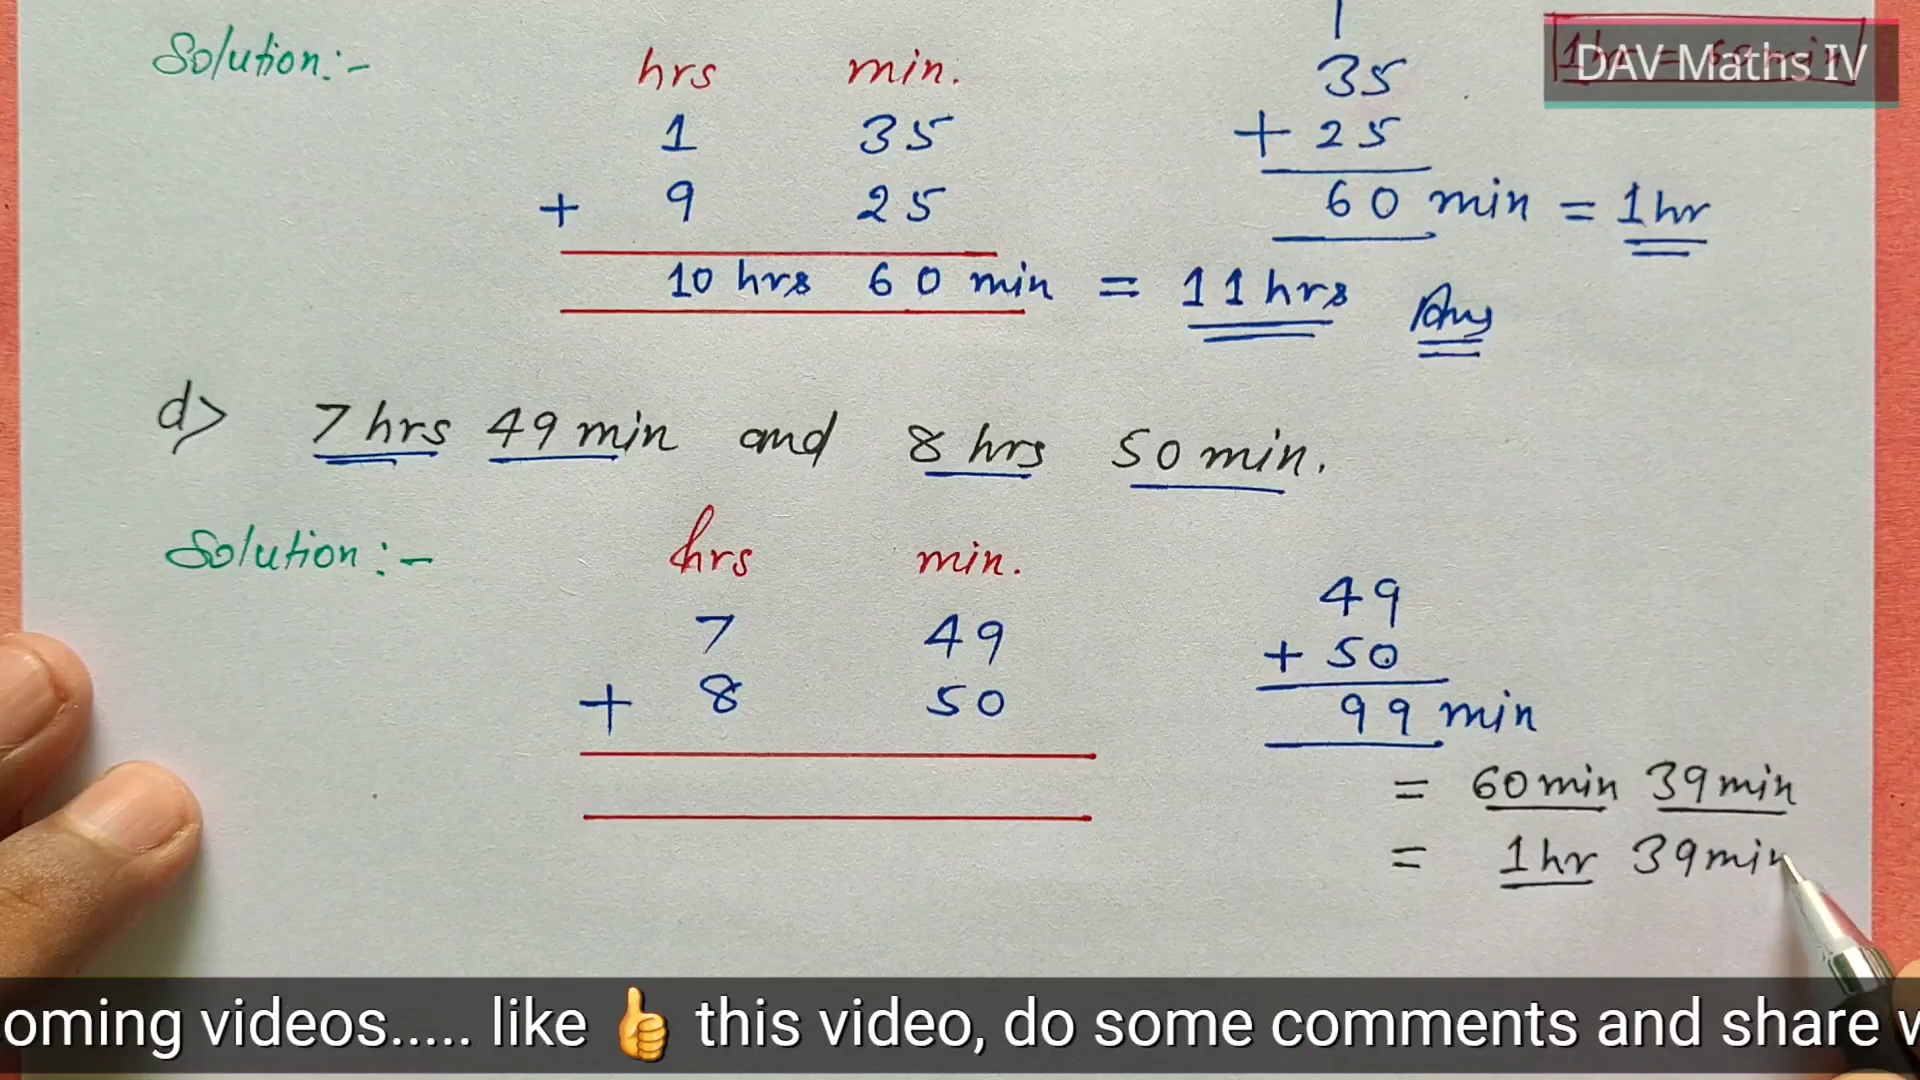 Solution:-
hrs min.
1 35
+ 9 25
10 hrs 60 min = 11 hrs Ans
1
35
+ 25
60 min = 1 hr
DAV Maths IV
d> 7 hrs 49 min and 8 hrs 50 min.
Solution:-
hrs min.
7 49
+ 8 50
49
+ 50
99 min
= 60 min 39 min
= 1 hr 39 min
oming videos..... like 👍 this video, do some comments and share